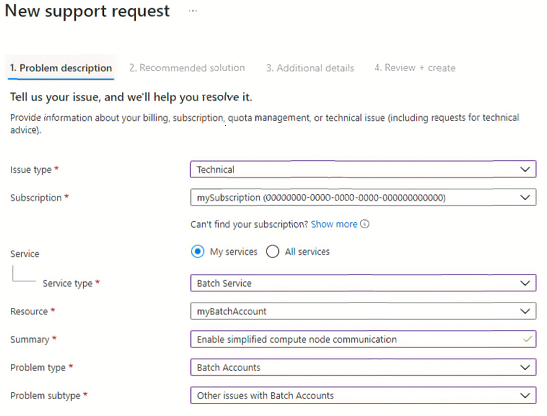 New support request ...
1. Problem description 2. Recommended solution 3. Additional details 4. Review + create
Tell us your issue, and we'll help you resolve it.
Provide information about your billing, subscription, quota management, or technical issue (including requests for technical
advice).
Issue type * Technical
Subscription * mySubscription (00000000-0000-0000-0000-000000000000)
Can't find your subscription? Show more
Service My services All services
Service type * Batch Service
Resource * myBatchAccount
Summary * Enable simplified compute node communication
Problem type * Batch Accounts
Problem subtype * Other issues with Batch Accounts